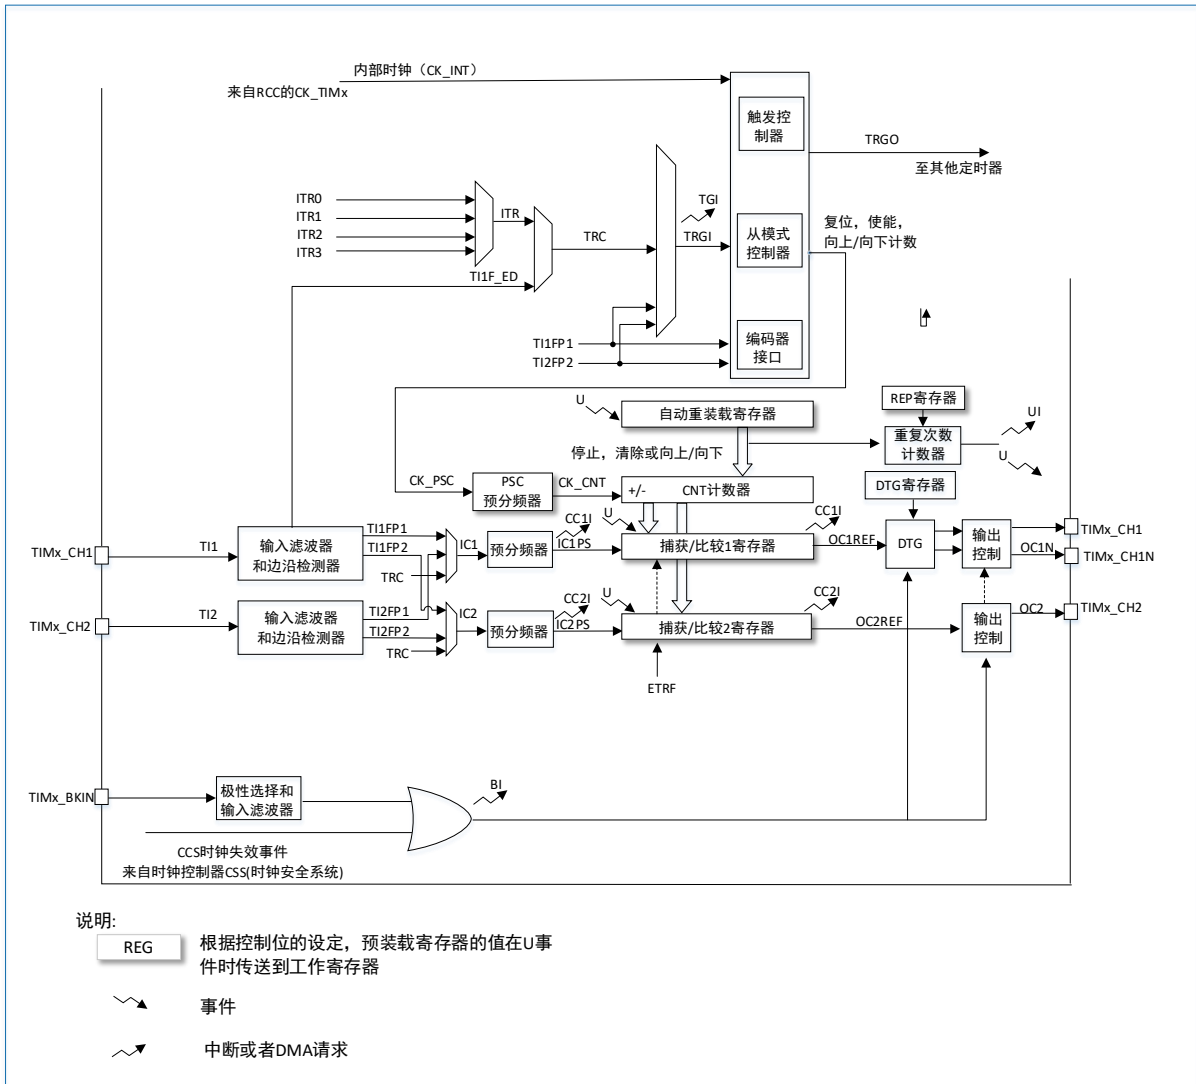 内部时钟（CK_INT）
来自RCC的CK_TIMx
触发控
制器
TRGO
至其他定时器
ITR0
ITR1
ITR2
ITR3
ITR
TRC
TGI
TRGI
从模式
控制器
复位，使能，
向上/向下计数
TI1F_ED
TI1FP1
TI2FP2
编码器
接口
U
自动重装载寄存器
REP寄存器
重复次数
计数器
UI
U
停止，清除或向上/向下
CK_PSC
PSC
预分频器
CK_CNT
+/-
CNT计数器
DTG寄存器
TIMx_CH1
TI1
输入滤波器
和边沿检测器
TI1FP1
TI1FP2
TRC
IC1
预分频器
CC1I
IC1PS
U
捕获/比较1寄存器
CC1I
OC1REF
DTG
输出
控制
OC1N
TIMx_CH1
TIMx_CH1N
TIMx_CH2
TI2
输入滤波器
和边沿检测器
TI2FP1
TI2FP2
TRC
IC2
预分频器
CC2I
IC2PS
U
捕获/比较2寄存器
CC2I
OC2REF
输出
控制
OC2
TIMx_CH2
ETRF
TIMx_BKIN
极性选择和
输入滤波器
BI
CCS时钟失效事件
来自时钟控制器CSS(时钟安全系统)
说明:
REG
根据控制位的设定，预装载寄存器的值在U事
件时传送到工作寄存器
事件
中断或者DMA请求